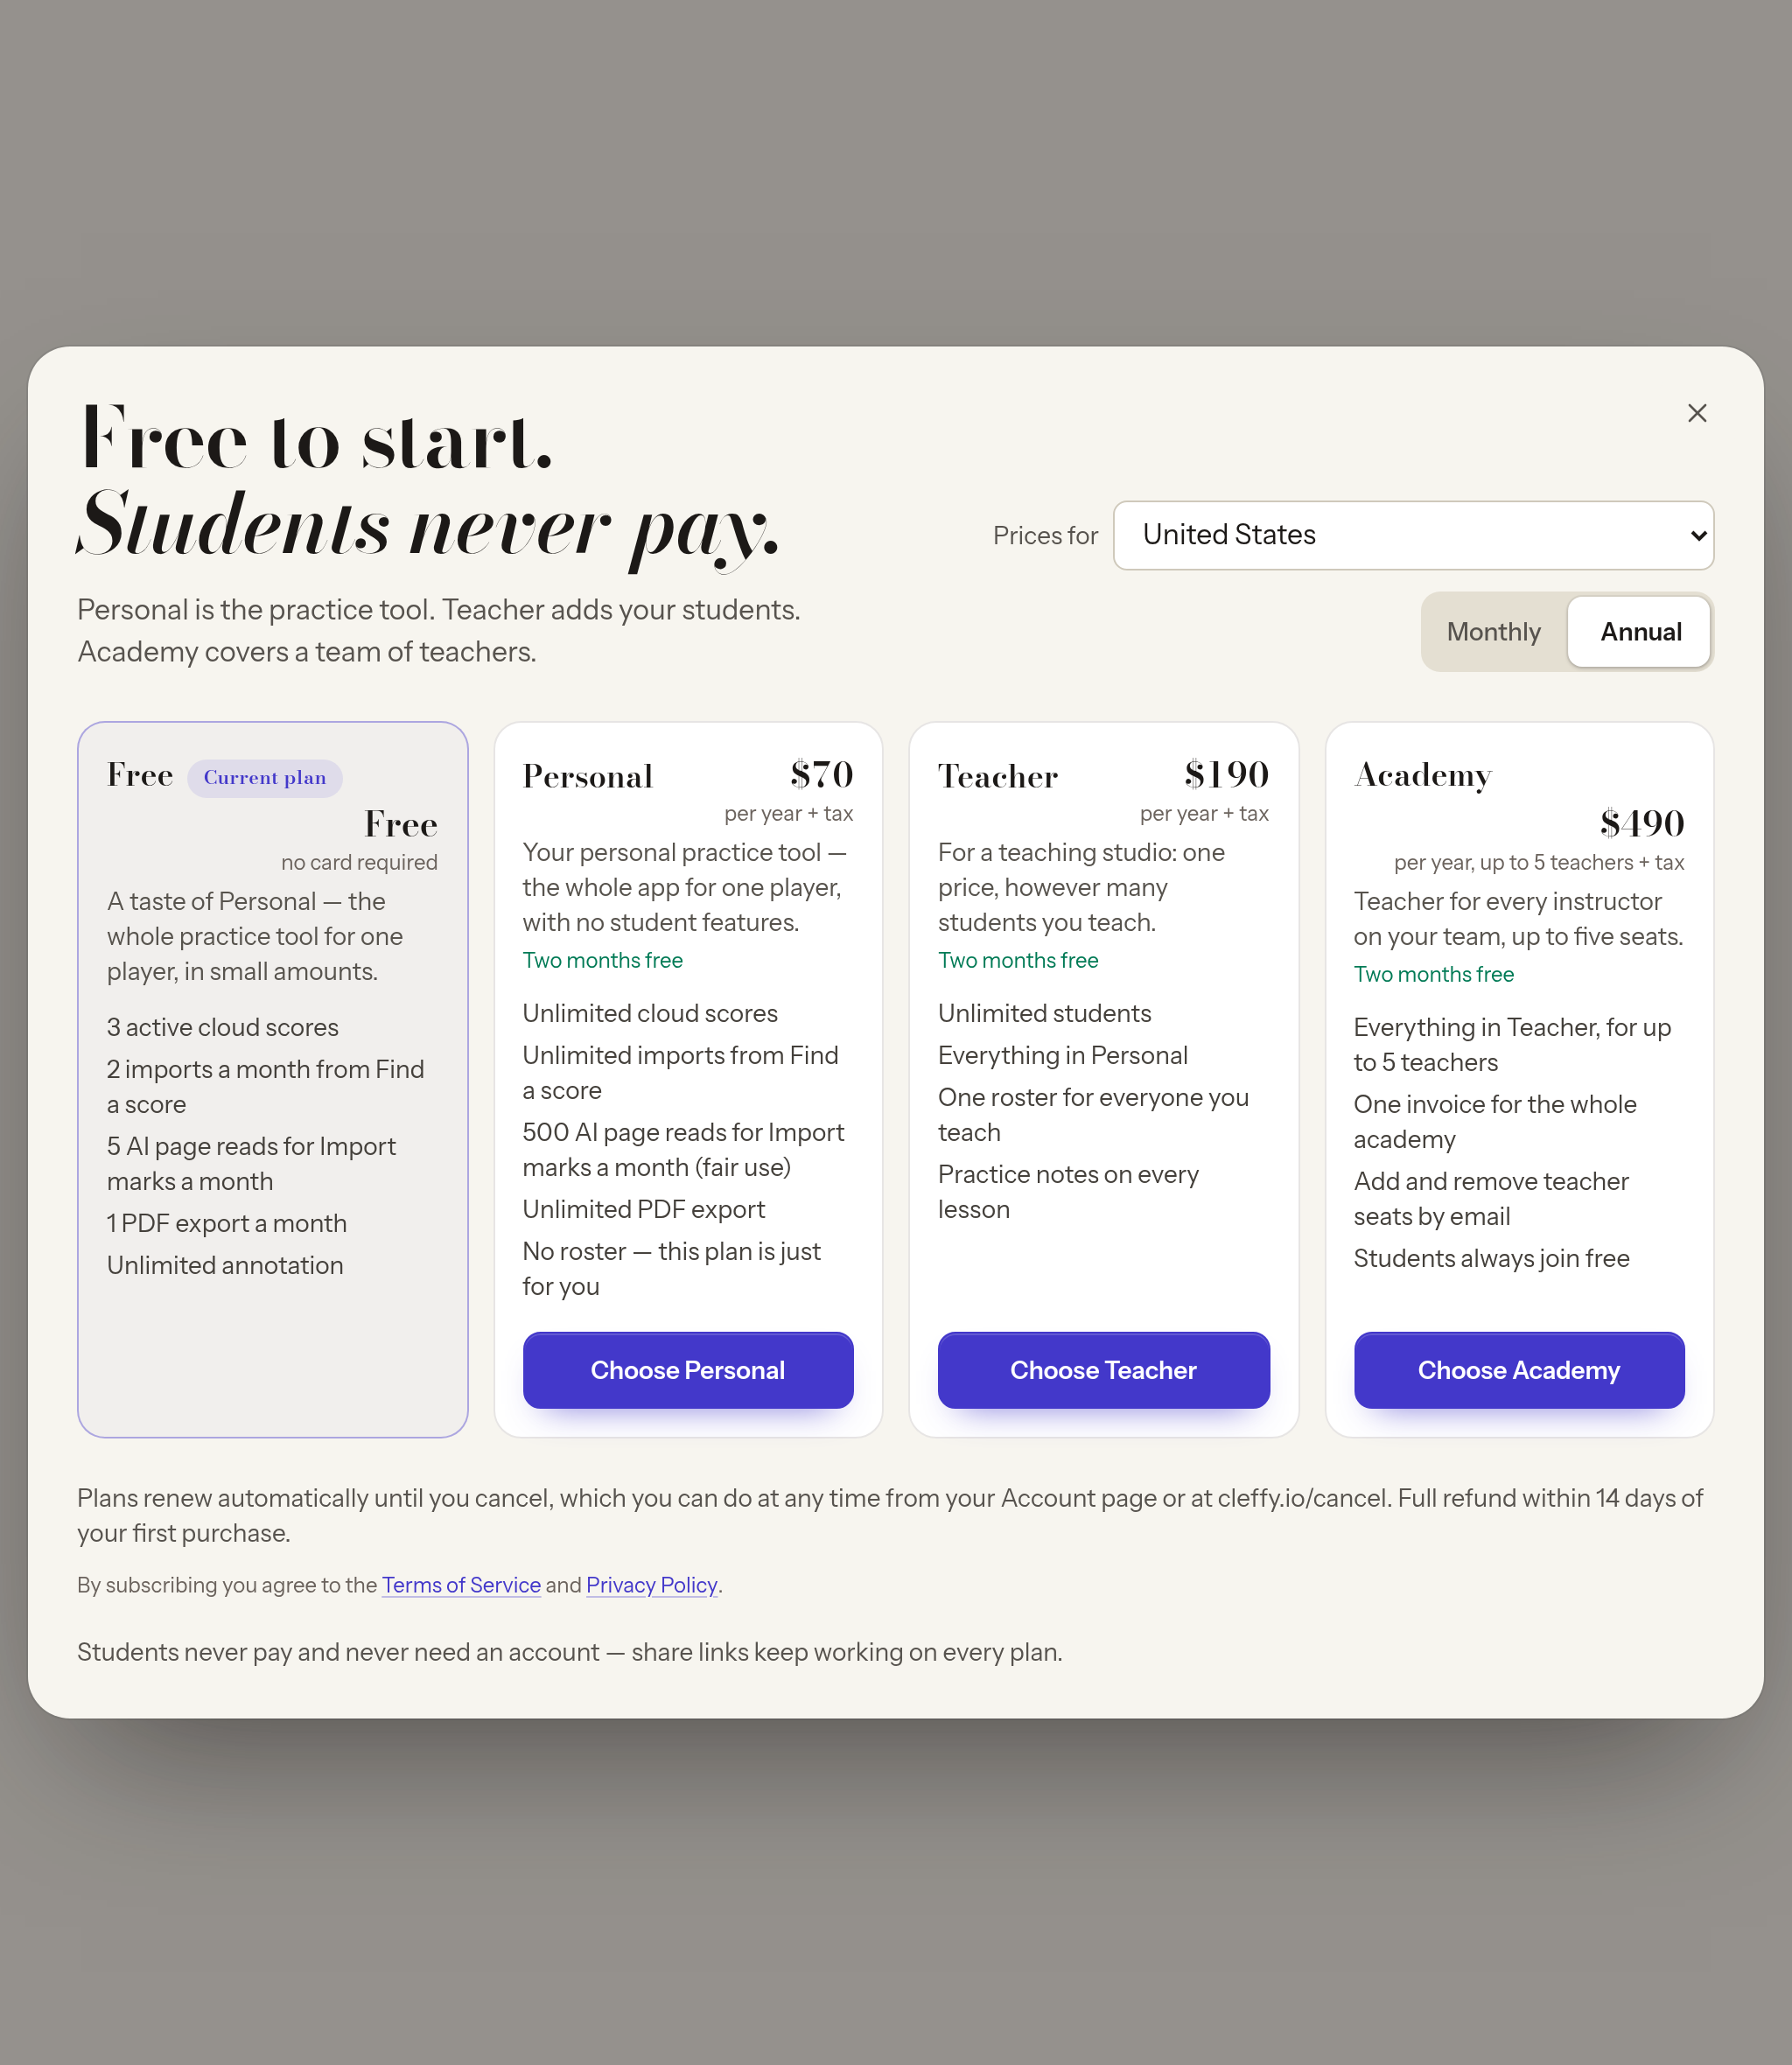 Free to start.
Students never pay.
Personal is the practice tool. Teacher adds your students.
Academy covers a team of teachers.
Prices for
United States
Monthly
Annual
Free
Current plan
Free
no card required
A taste of Personal — the
whole practice tool for one
player, in small amounts.
3 active cloud scores
2 imports a month from Find
a score
5 AI page reads for Import
marks a month
1 PDF export a month
Unlimited annotation
Personal
$70
per year + tax
Your personal practice tool —
the whole app for one player,
with no student features.
Two months free
Unlimited cloud scores
Unlimited imports from Find
a score
500 AI page reads for Import
marks a month (fair use)
Unlimited PDF export
No roster — this plan is just
for you
Choose Personal
Teacher
$190
per year + tax
For a teaching studio: one
price, however many
students you teach.
Two months free
Unlimited students
Everything in Personal
One roster for everyone you
teach
Practice notes on every
lesson
Choose Teacher
Academy
$490
per year, up to 5 teachers + tax
Teacher for every instructor
on your team, up to five seats.
Two months free
Everything in Teacher, for up
to 5 teachers
One invoice for the whole
academy
Add and remove teacher
seats by email
Students always join free
Choose Academy
Plans renew automatically until you cancel, which you can do at any time from your Account page or at cleffy.io/cancel. Full refund within 14 days of
your first purchase.
By subscribing you agree to the Terms of Service and Privacy Policy.
Students never pay and never need an account — share links keep working on every plan.